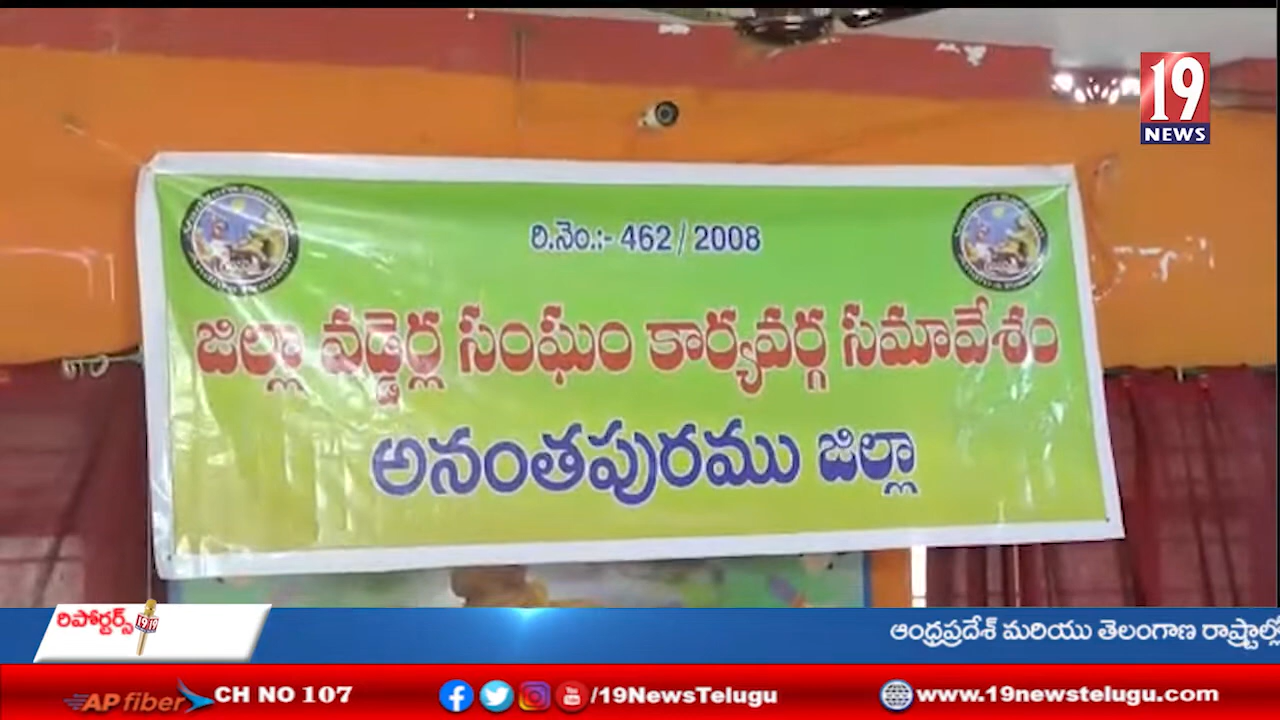 19
NEWS
రి.నెం.:- 462 / 2008
జిల్లా వడ్డెర్ల సంఘం కార్యవర్గ సమావేశం
అనంతపురము జిల్లా
రిపోర్టర్స్
ఆంధ్రప్రదేశ్ మరియు తెలంగాణ రాష్ట్రాల్లో
AP fiber CH NO 107 /19NewsTelugu www.19newstelugu.com